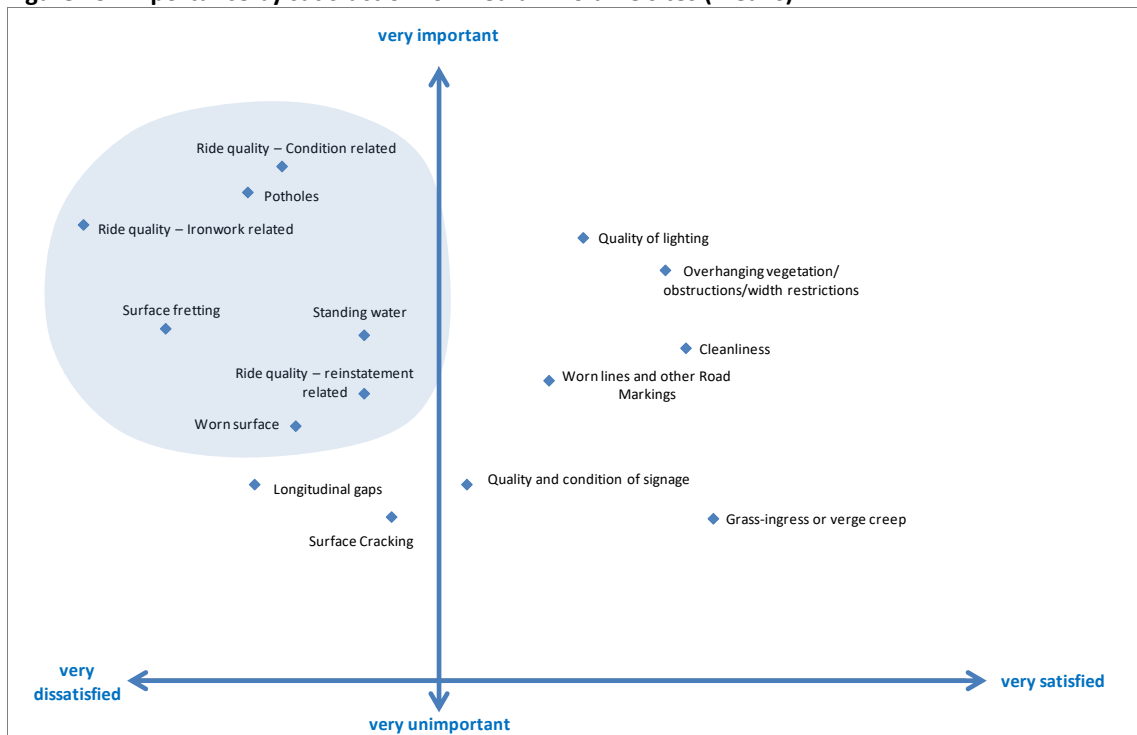 very important
Ride quality – Condition related
Potholes
Ride quality – Ironwork related
Quality of lighting
Overhanging vegetation/
obstructions/width restrictions
Surface fretting
Standing water
Cleanliness
Ride quality – reinstatement
related
Worn lines and other Road
Markings
Worn surface
Longitudinal gaps
Quality and condition of signage
Surface Cracking
Grass-ingress or verge creep
very
dissatisfied
very satisfied
very unimportant